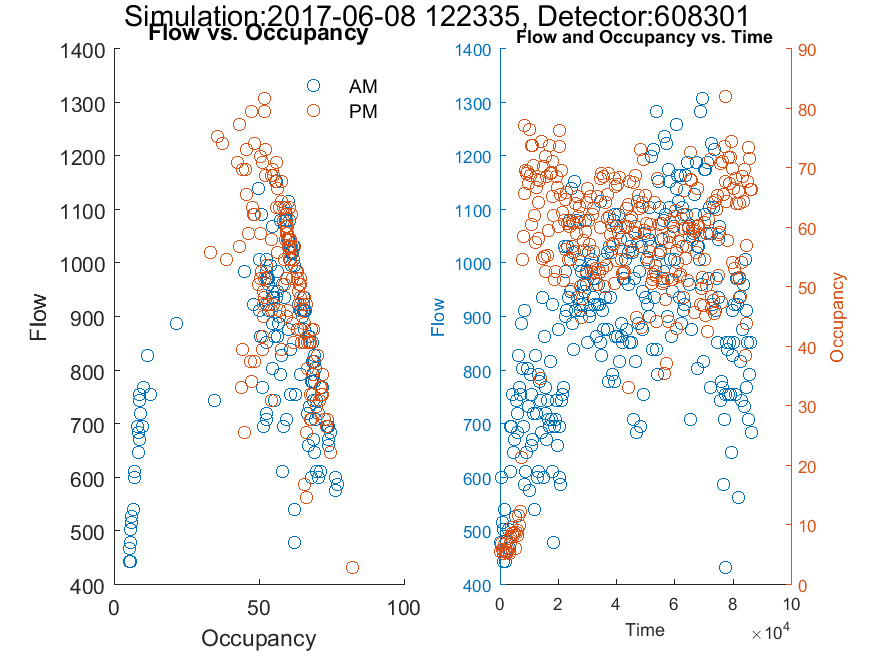 Simulation:2017-06-08 122335, Detector:608301
Flow vs. Occupancy
Flow and Occupancy vs. Time
AM
PM
1400
1300
1200
1100
1000
900
800
700
600
500
400
Flow
0 50 100
Occupancy
1400
1300
1200
1100
1000
900
800
700
600
500
400
Flow
90
80
70
60
50
40
30
20
10
0
Occupancy
0 2 4 6 8 10
×10⁴
Time